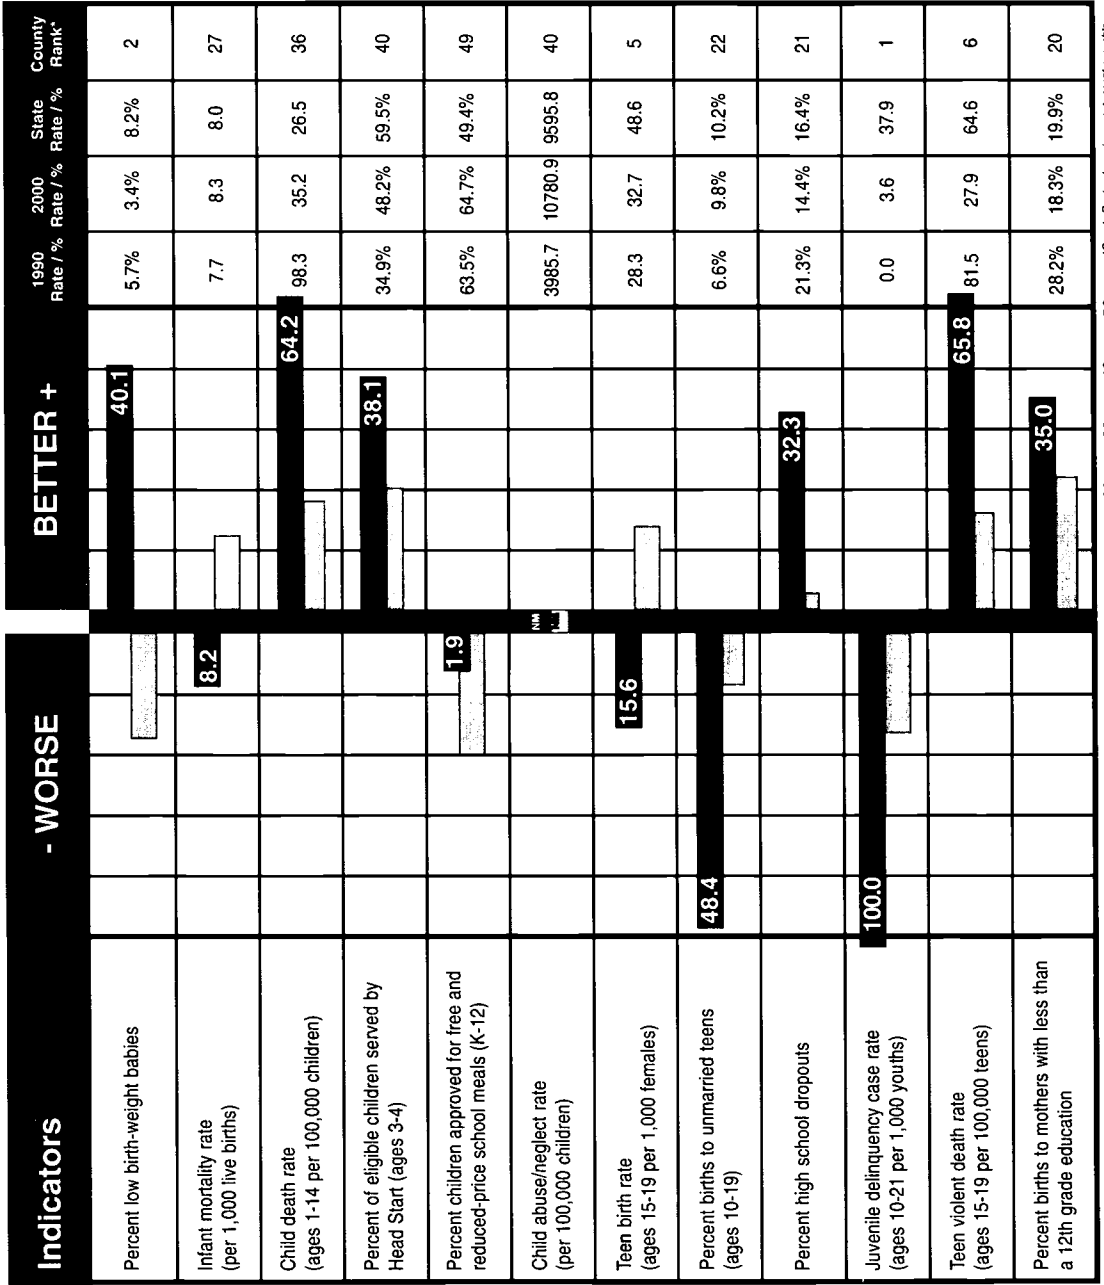 Indicators - WORSE BETTER + 1990 Rate / % 2000 Rate / % State Rate / % County Rank*
Percent low birth-weight babies 40.1 5.7% 3.4% 8.2% 2
Infant mortality rate (per 1,000 live births) 8.2 7.7 8.3 8.0 27
Child death rate (ages 1-14 per 100,000 children) 64.2 98.3 35.2 26.5 36
Percent of eligible children served by Head Start (ages 3-4) 38.1 34.9% 48.2% 59.5% 40
Percent children approved for free and reduced-price school meals (K-12) 1.9 63.5% 64.7% 49.4% 49
Child abuse/neglect rate (per 100,000 children) NM 3985.7 10780.9 9595.8 40
Teen birth rate (ages 15-19 per 1,000 females) 15.6 28.3 32.7 48.6 5
Percent births to unmarried teens (ages 10-19) 48.4 6.6% 9.8% 10.2% 22
Percent high school dropouts 32.3 21.3% 14.4% 16.4% 21
Juvenile delinquency case rate (ages 10-21 per 1,000 youths) 100.0 0.0 3.6 37.9 1
Teen violent death rate (ages 15-19 per 100,000 teens) 65.8 81.5 27.9 64.6 6
Percent births to mothers with less than a 12th grade education 35.0 28.2% 18.3% 19.9% 20